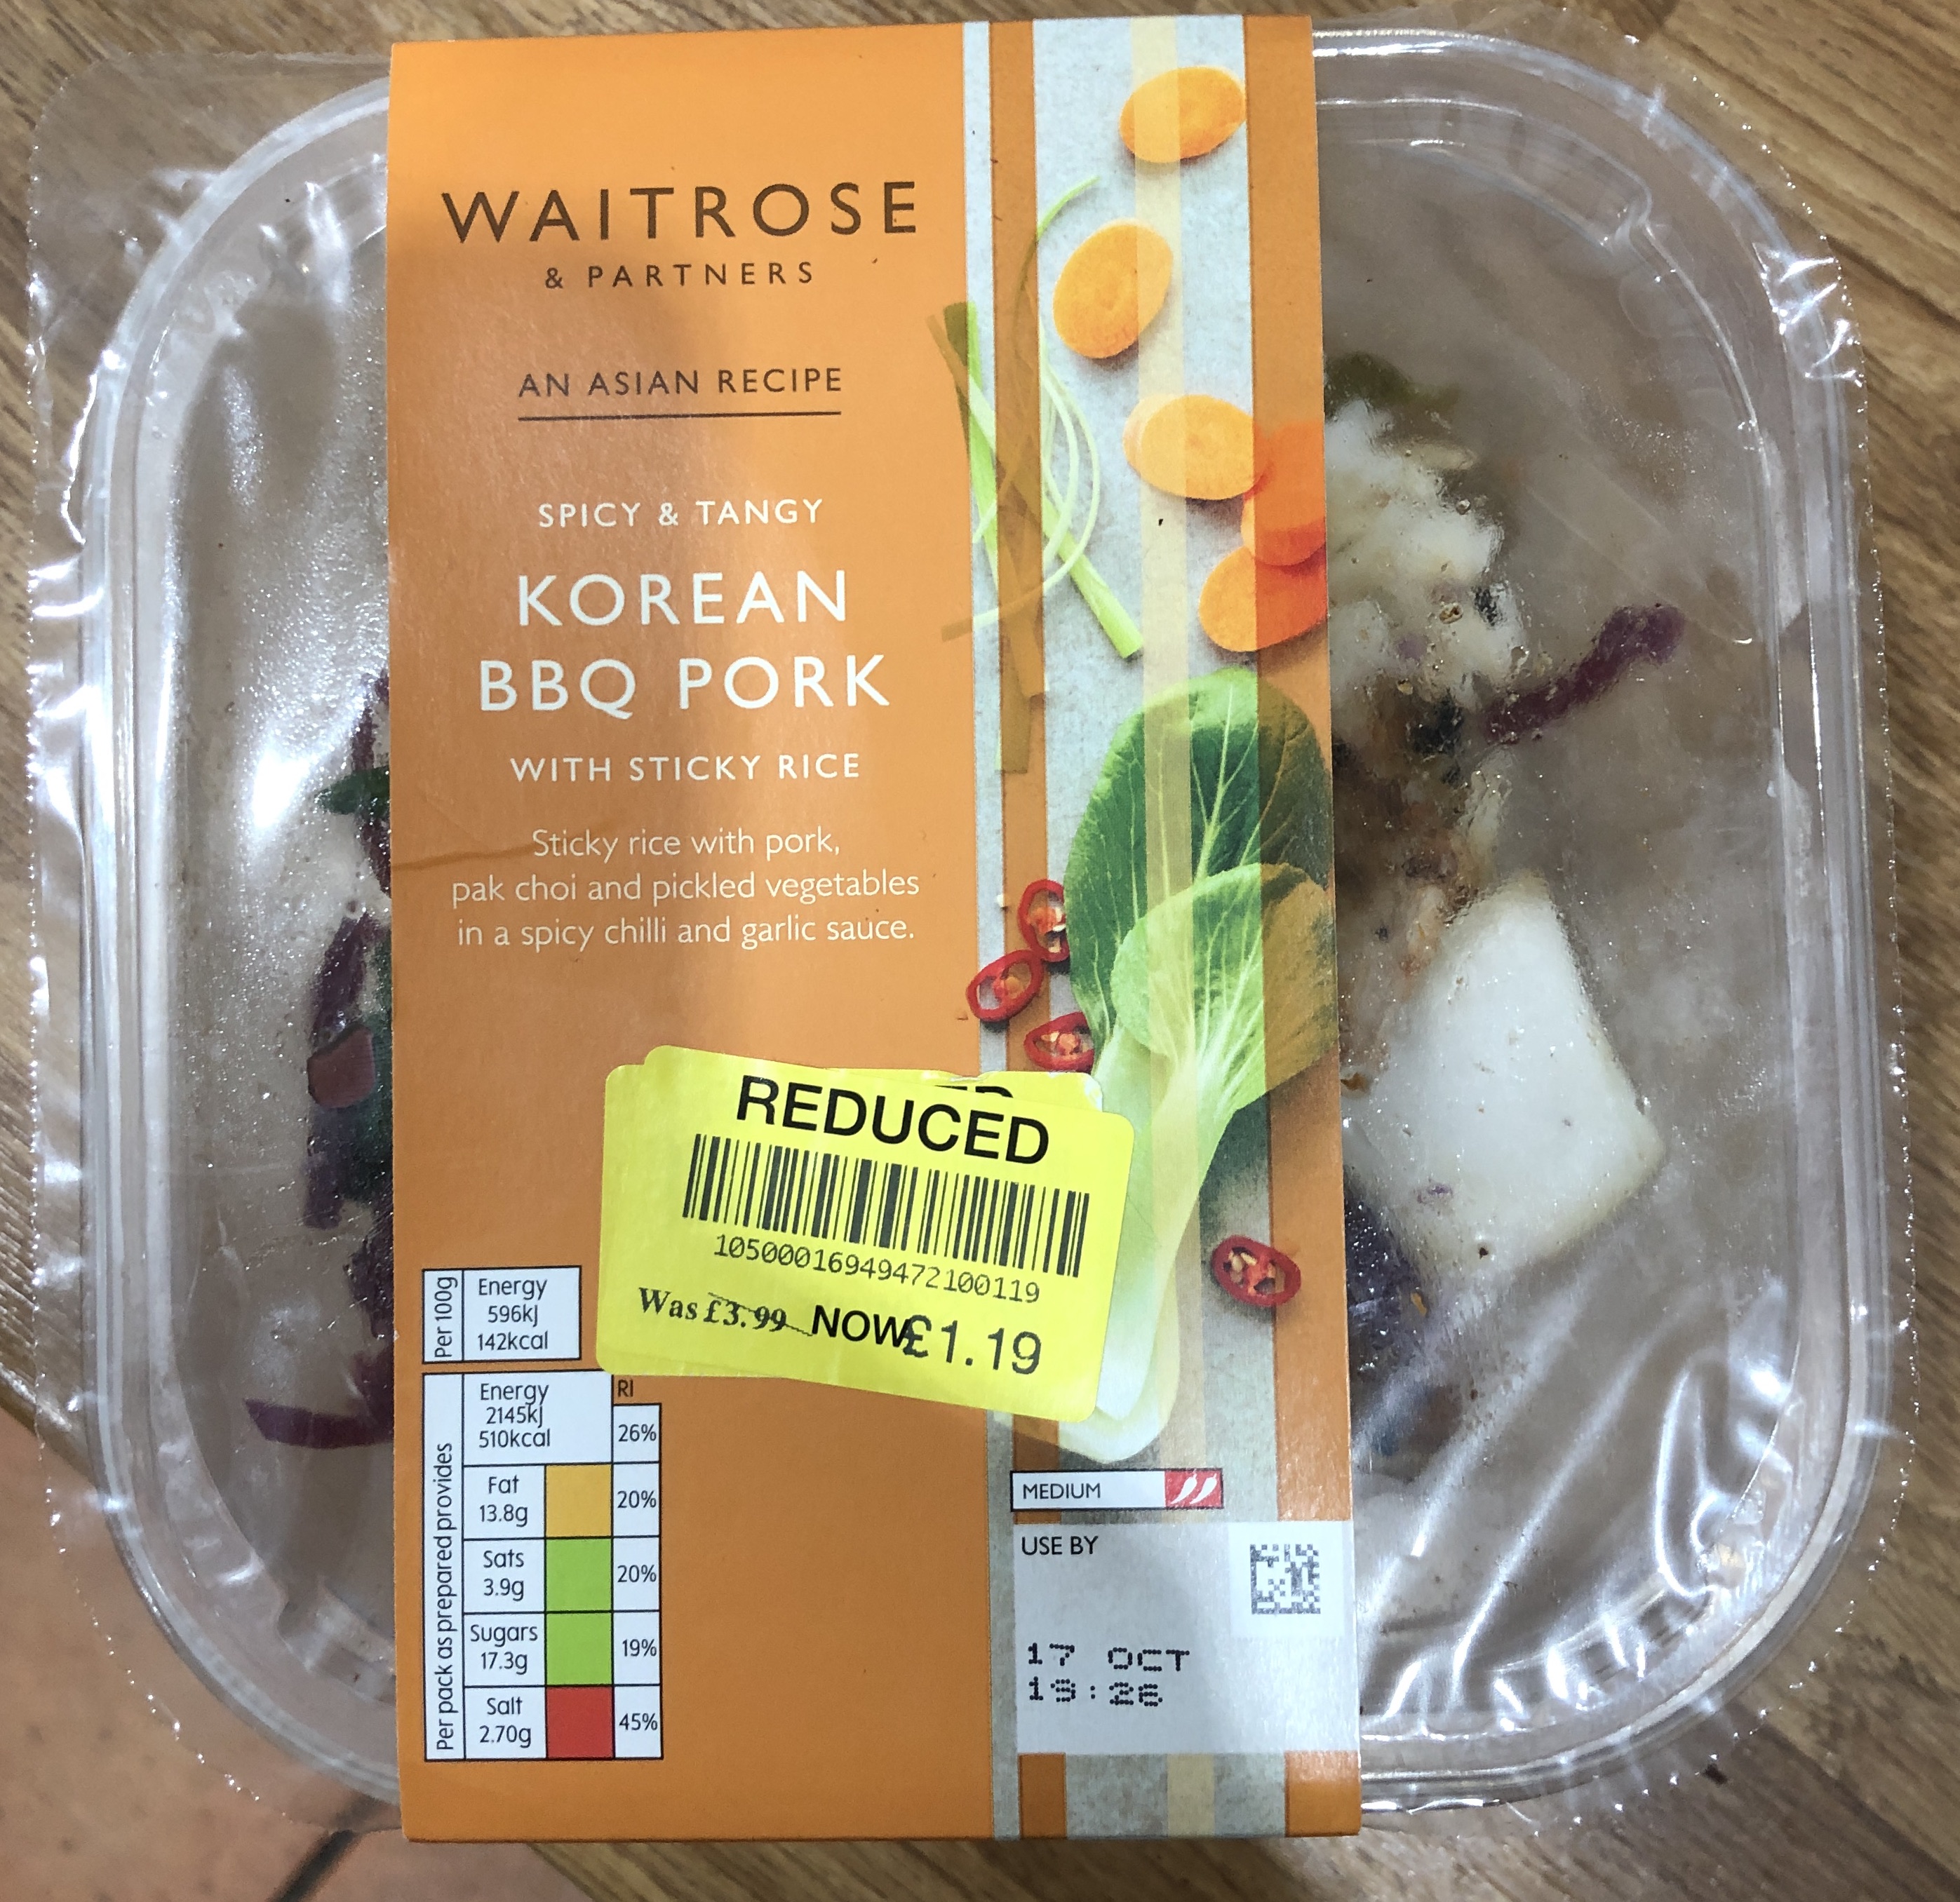 WAITROSE
& PARTNERS
AN ASIAN RECIPE
SPICY & TANGY
KOREAN
BBQ PORK
WITH STICKY RICE
Sticky rice with pork,
pak choi and pickled vegetables
in a spicy chilli and garlic sauce.
REDUCED
10500016949472100119
Was £3.99 NOW £1.19
Per 100g
Energy
596kJ
142kcal
Per pack as prepared provides
Energy
2145kJ
510kcal
RI
26%
Fat
13.8g
20%
Sats
3.9g
20%
Sugars
17.3g
19%
Salt
2.70g
45%
MEDIUM
USE BY
17 OCT
19:26